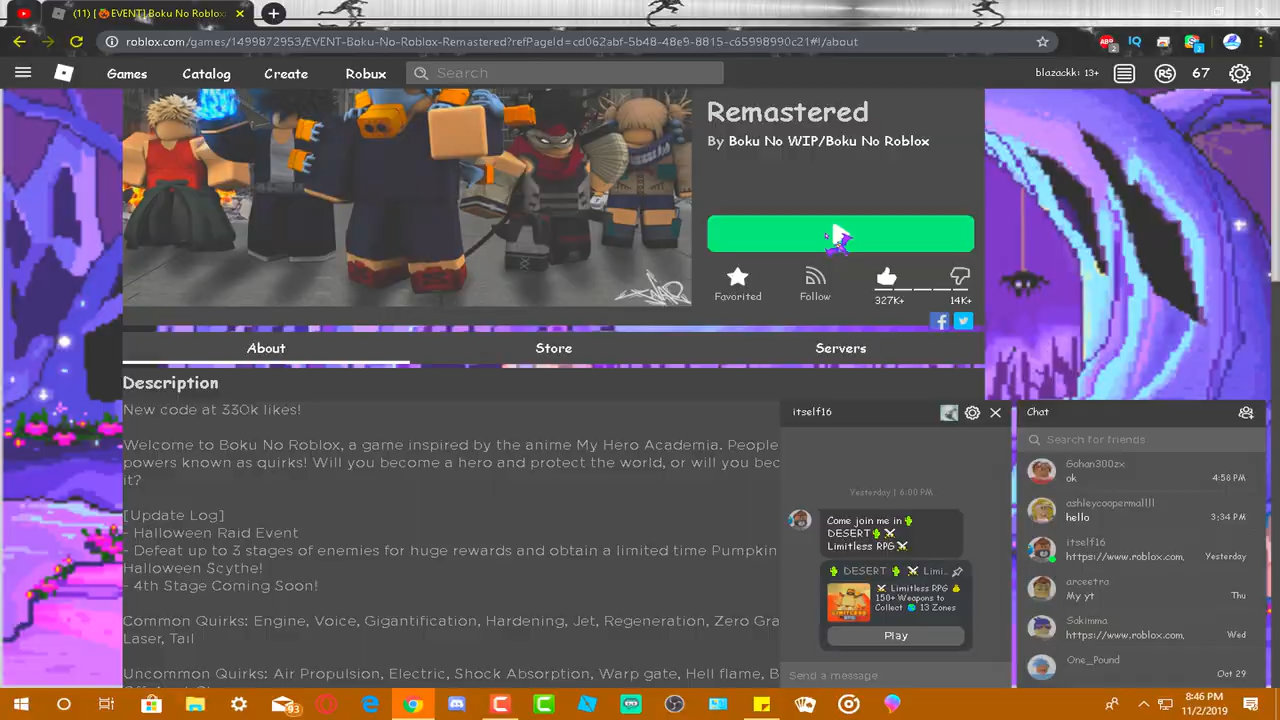 (11) [🎃EVENT] Boku No Roblox
roblox.com/games/1499872953/EVENT-Boku-No-Roblox-Remastered?refPageId=cd062abf-5b48-48e9-8815-c65998990c21#!/about
ABP 2
IQ
3
Games
Catalog
Create
Robux
Search
blazackki: 13+
R$
67
Remastered
By Boku No WIP/Boku No Roblox
Favorited
Follow
327K+
14K+
About
Store
Servers
Description
New code at 330k likes!
Welcome to Boku No Roblox, a game inspired by the anime My Hero Academia. People
powers known as quirks! Will you become a hero and protect the world, or will you bec
it?
[Update Log]
- Halloween Raid Event
- Defeat up to 3 stages of enemies for huge rewards and obtain a limited time Pumpkin
Halloween Scythe!
- 4th Stage Coming Soon!
Common Quirks: Engine, Voice, Gigantification, Hardening, Jet, Regeneration, Zero Gra
Laser, Tail
Uncommon Quirks: Air Propulsion, Electric, Shock Absorption, Warp gate, Hell flame, B
itself16
Yesterday | 6:00 PM
Come join me in🌵
DESERT🌵 ⚔
Limitless RPG⚔
🌵 DESERT 🌵 ⚔ Limi...
⚔ Limitless RPG
150+ Weapons to
Collect 13 Zones
Play
Send a message
Chat
Search for friends
Gohan300zx
ok
4:58 PM
ashleycoopermallll
hello
3:34 PM
itself16
https://www.roblox.com.
Yesterday
arceetra
My yt
Thu
Sakimma
https://www.roblox.com.
Wed
One_Pound
Oct 29
93
8:46 PM
11/2/2019